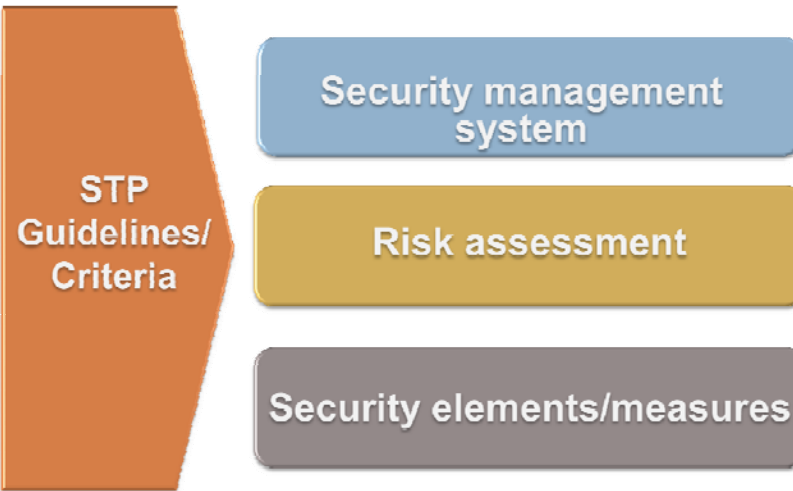 STP
Guidelines/
Criteria
Security management
system
Risk assessment
Security elements/measures